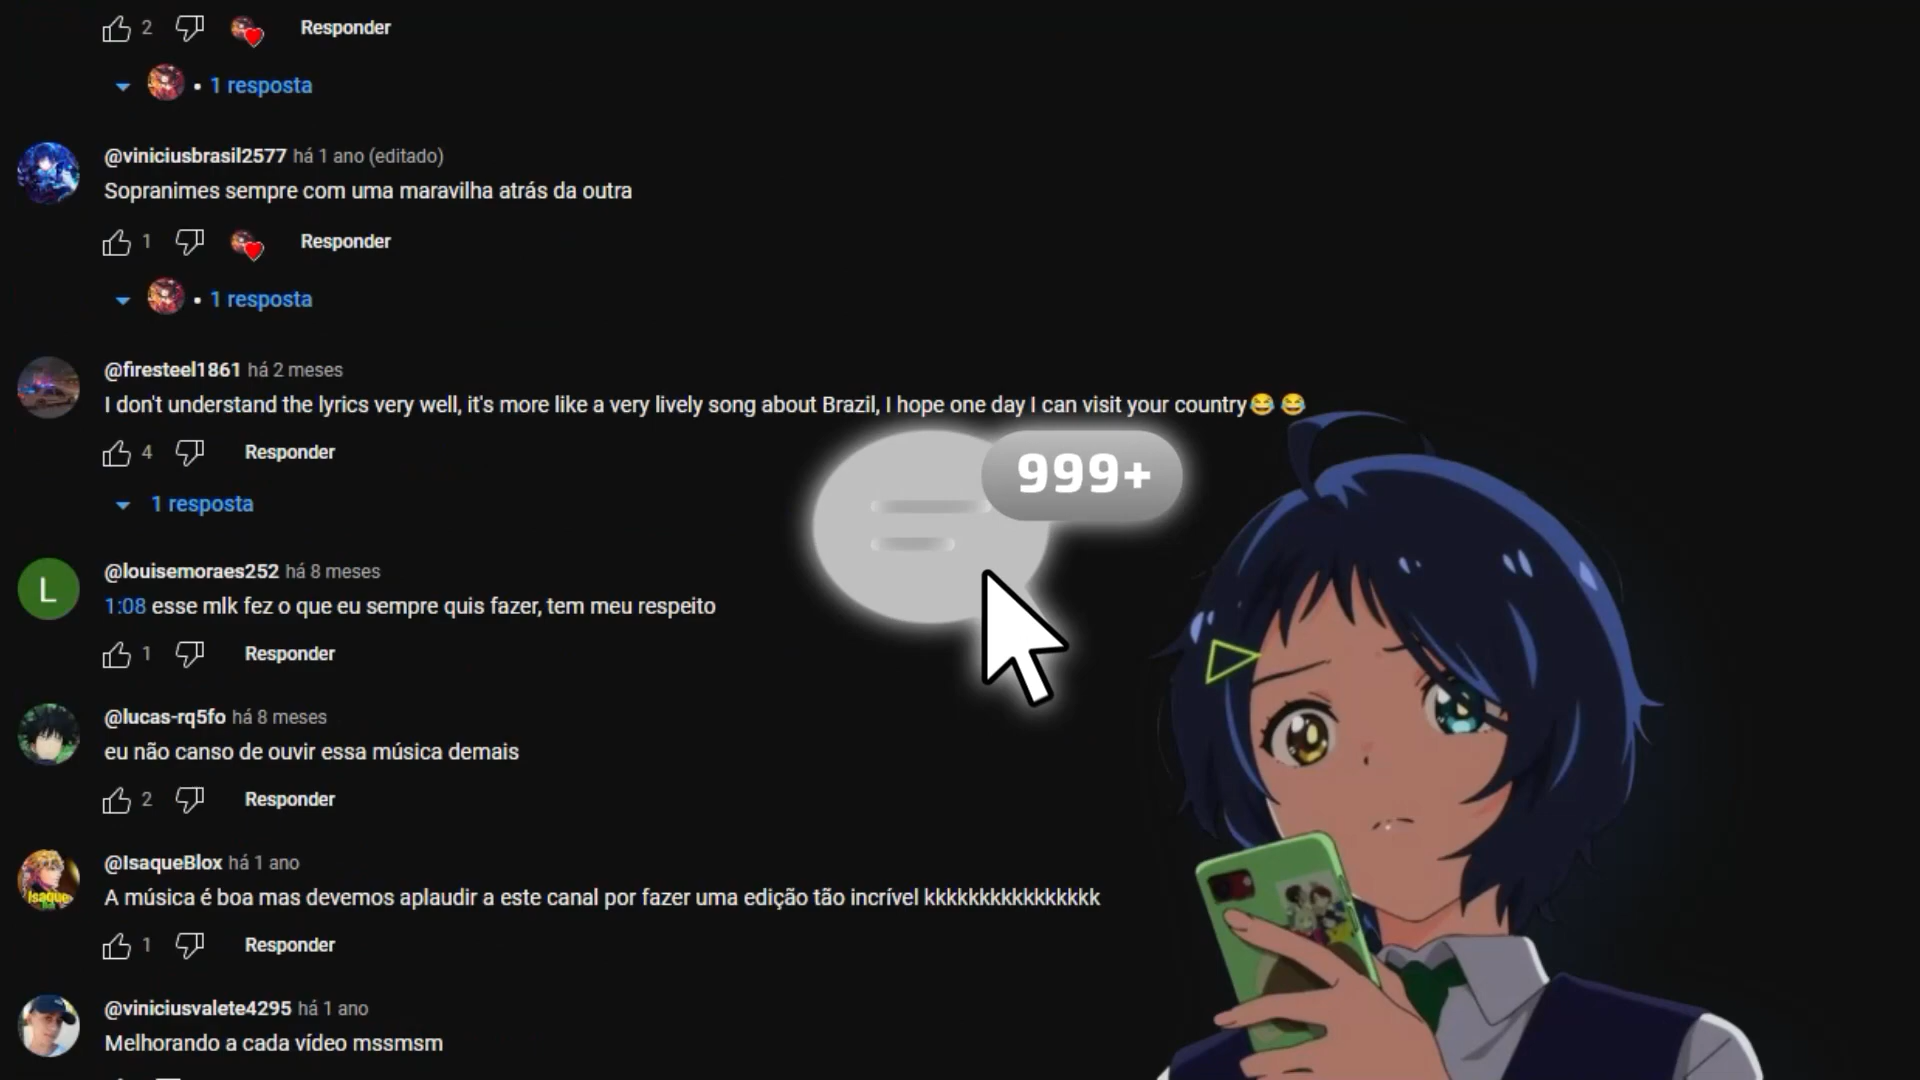 2 Responder
• 1 resposta
@viniciusbrasil2577 há 1 ano (editado)
Sopranimes sempre com uma maravilha atrás da outra
1 Responder
• 1 resposta
@firesteel1861 há 2 meses
I don't understand the lyrics very well, it's more like a very lively song about Brazil, I hope one day I can visit your country😂 😂
4 Responder
1 resposta
999+
L
@louisemoraes252 há 8 meses
1:08 esse mlk fez o que eu sempre quis fazer, tem meu respeito
1 Responder
@lucas-rq5fo há 8 meses
eu não canso de ouvir essa música demais
2 Responder
Isaque
@IsaqueBlox há 1 ano
A música é boa mas devemos aplaudir a este canal por fazer uma edição tão incrível kkkkkkkkkkkkkkkk
1 Responder
@viniciusvalete4295 há 1 ano
Melhorando a cada vídeo mssmsm